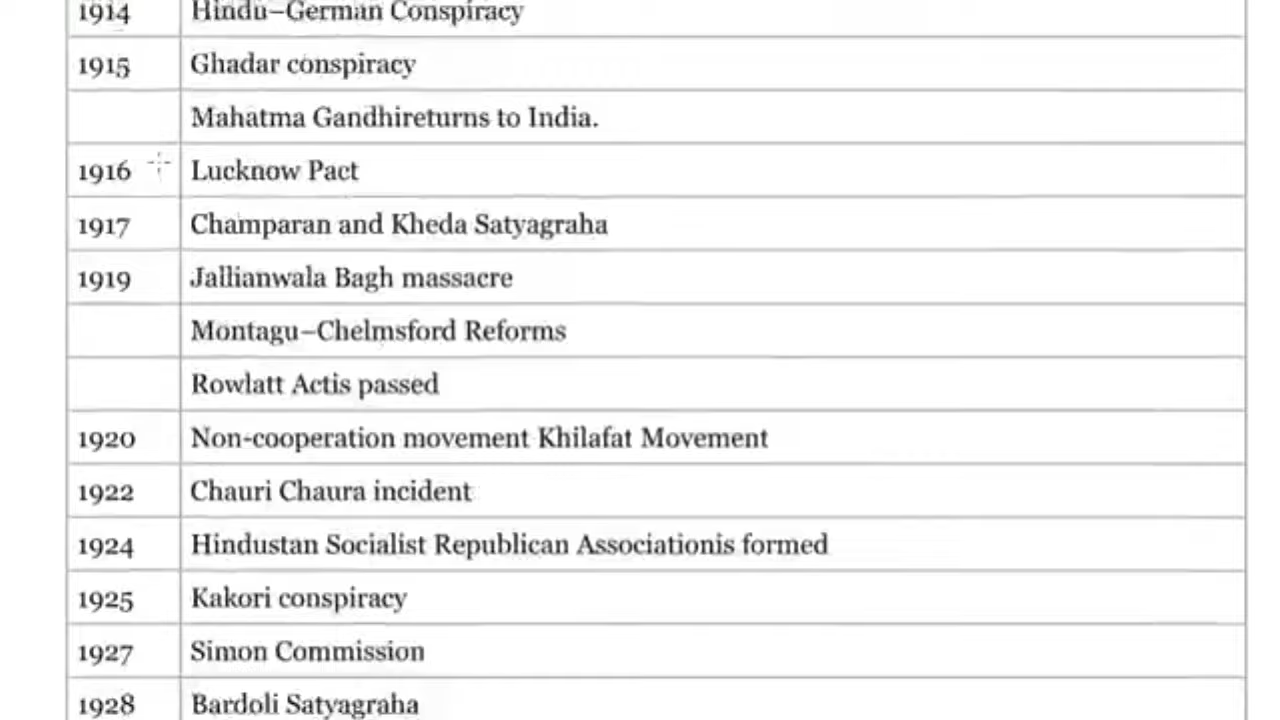 1914 Hindu–German Conspiracy
1915 Ghadar conspiracy
Mahatma Gandhireturns to India.
1916 Lucknow Pact
1917 Champaran and Kheda Satyagraha
1919 Jallianwala Bagh massacre
Montagu–Chelmsford Reforms
Rowlatt Actis passed
1920 Non-cooperation movement Khilafat Movement
1922 Chauri Chaura incident
1924 Hindustan Socialist Republican Associationis formed
1925 Kakori conspiracy
1927 Simon Commission
1928 Bardoli Satyagraha